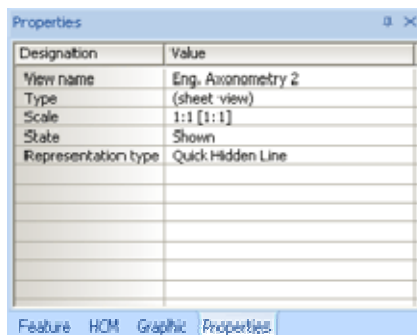 Properties
Designation Value
View name Eng. Axonometry 2
Type (sheet view)
Scale 1:1 [1:1]
State Shown
Representation type Quick Hidden Line
Feature HCM Graphic Properties